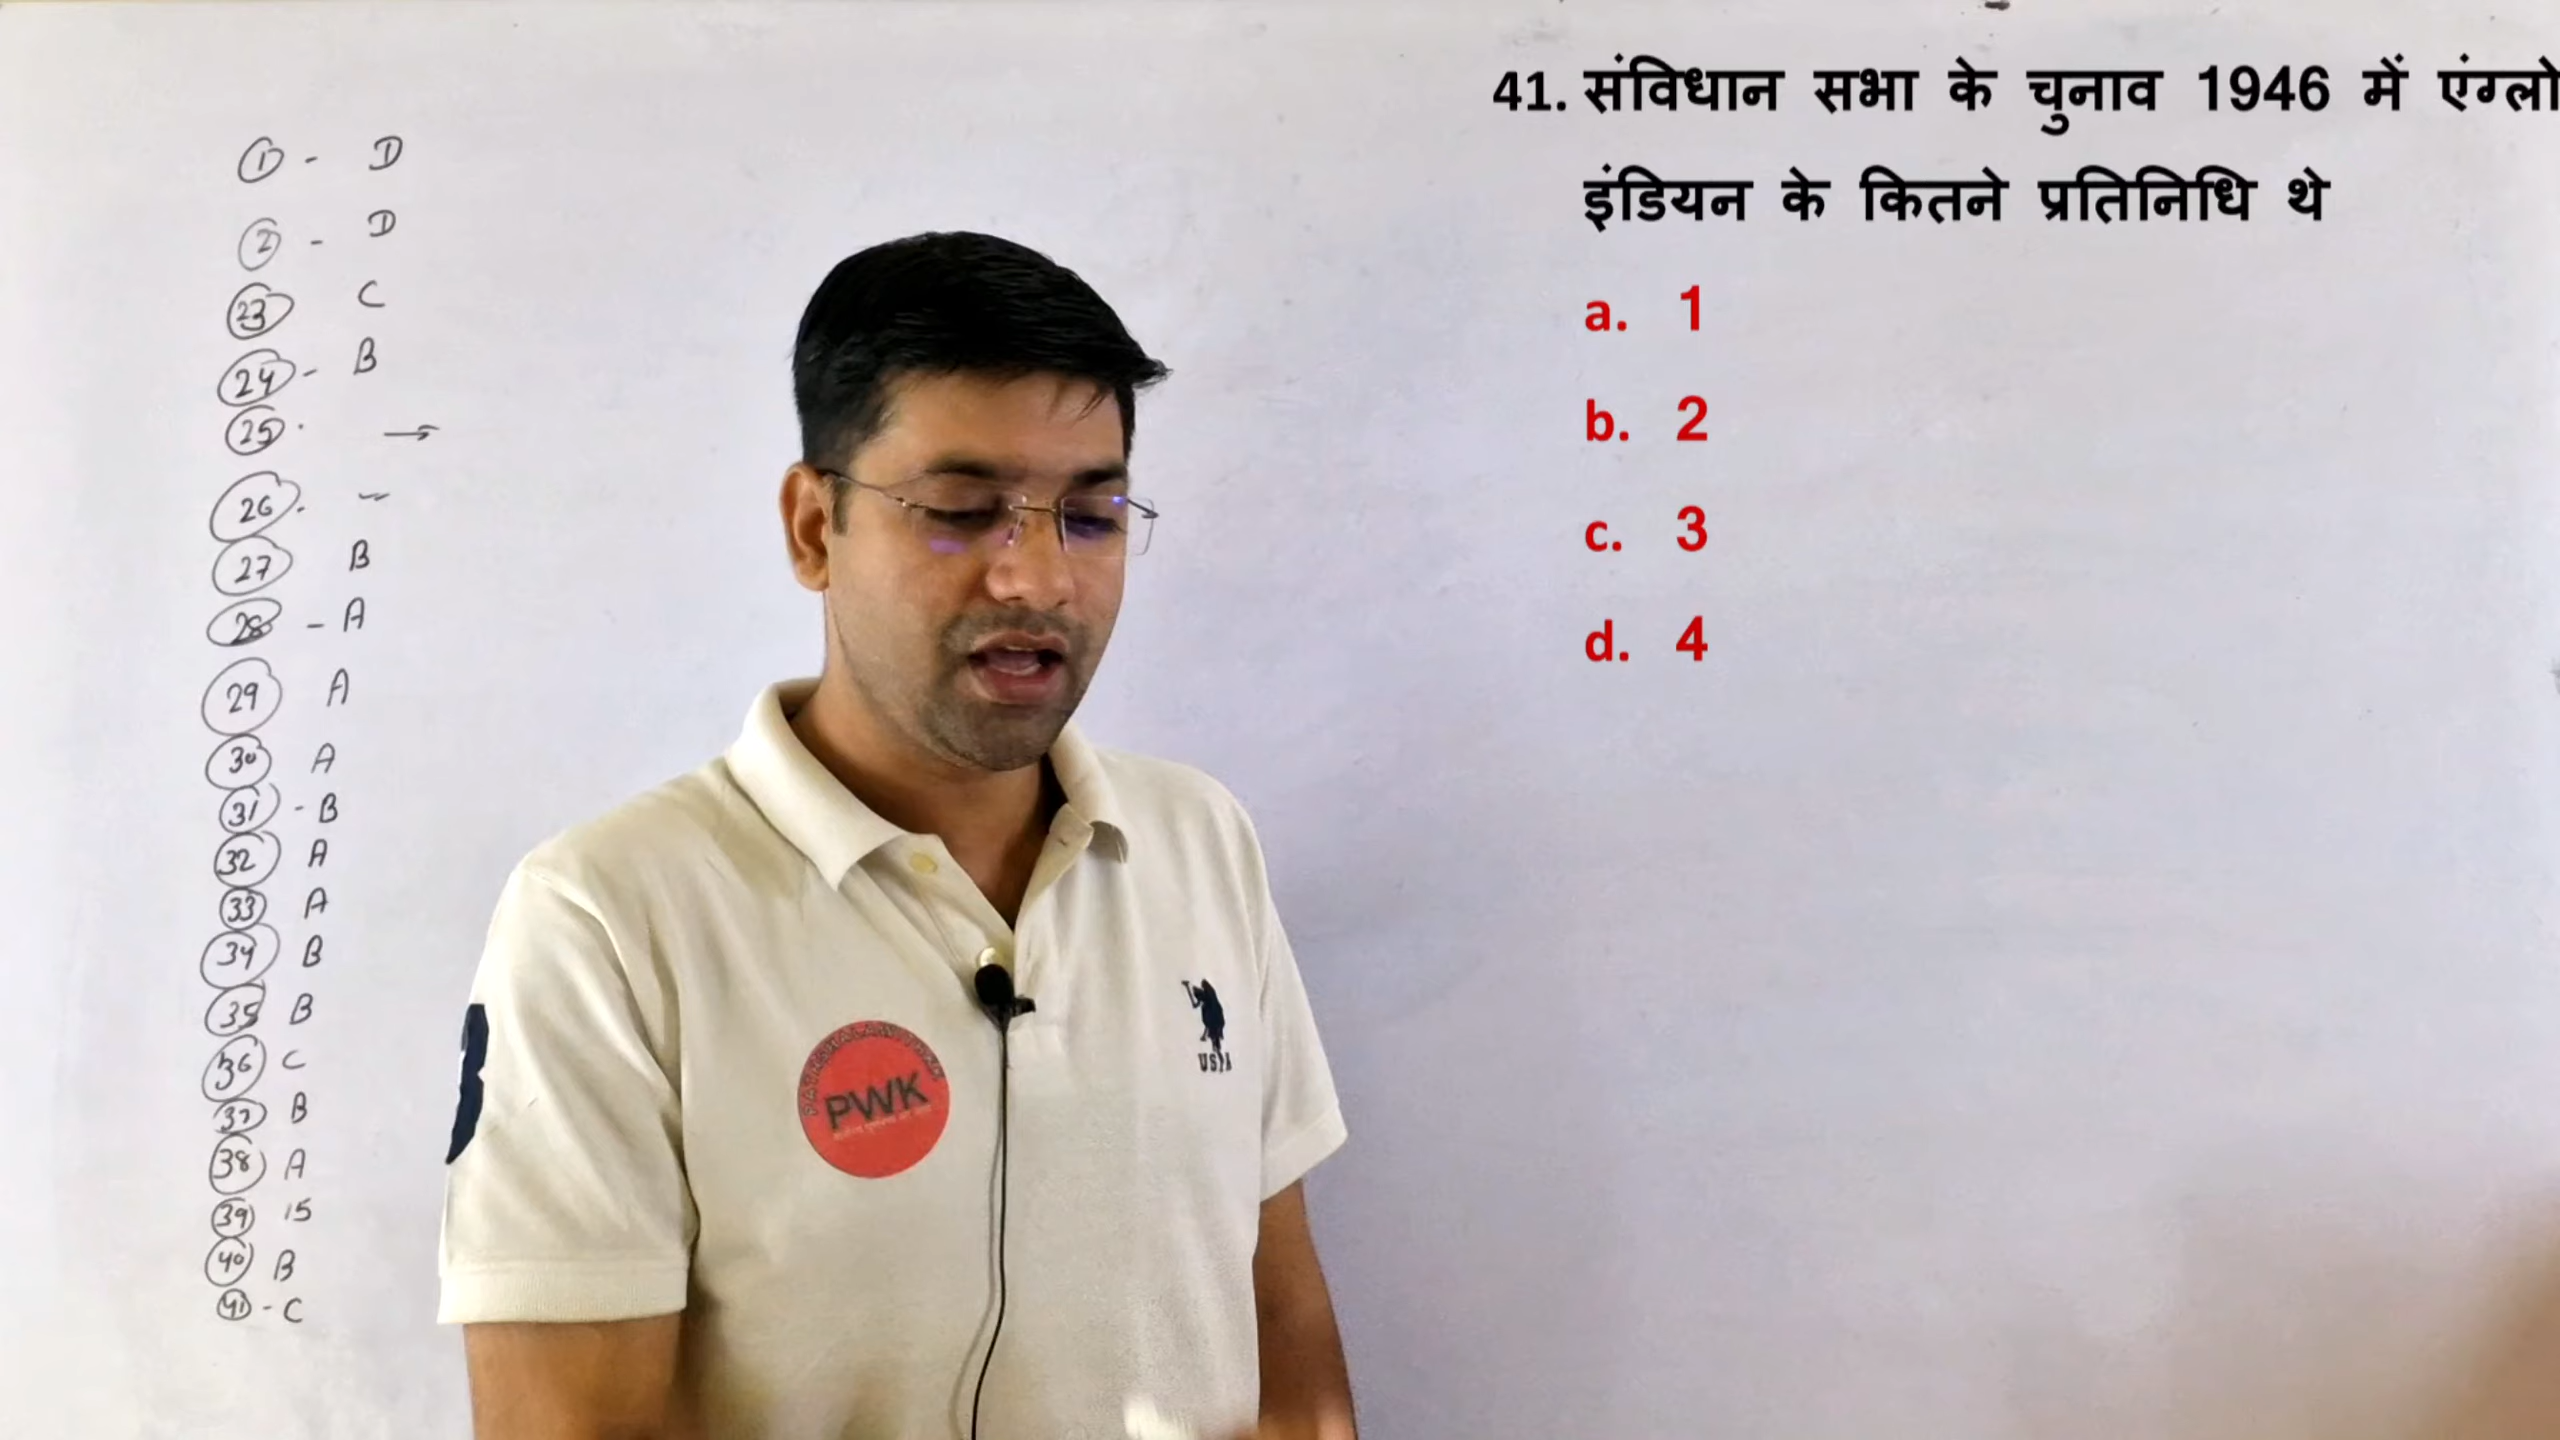 ① - D
② - D
㉓ C
㉔ - B
㉕ . →
㉖ . ~
㉗ B
㉘ - A
㉙ A
㉚ A
㉛ - B
㉜ A
㉝ A
㉞ B
㉟ B
㊱ C
㊲ B
㊳ A
㊴ 15
㊵ B
㊶ - C
41. संविधान सभा के चुनाव 1946 में एंग्लो
इंडियन के कितने प्रतिनिधि थे
a. 1
b. 2
c. 3
d. 4
PWK